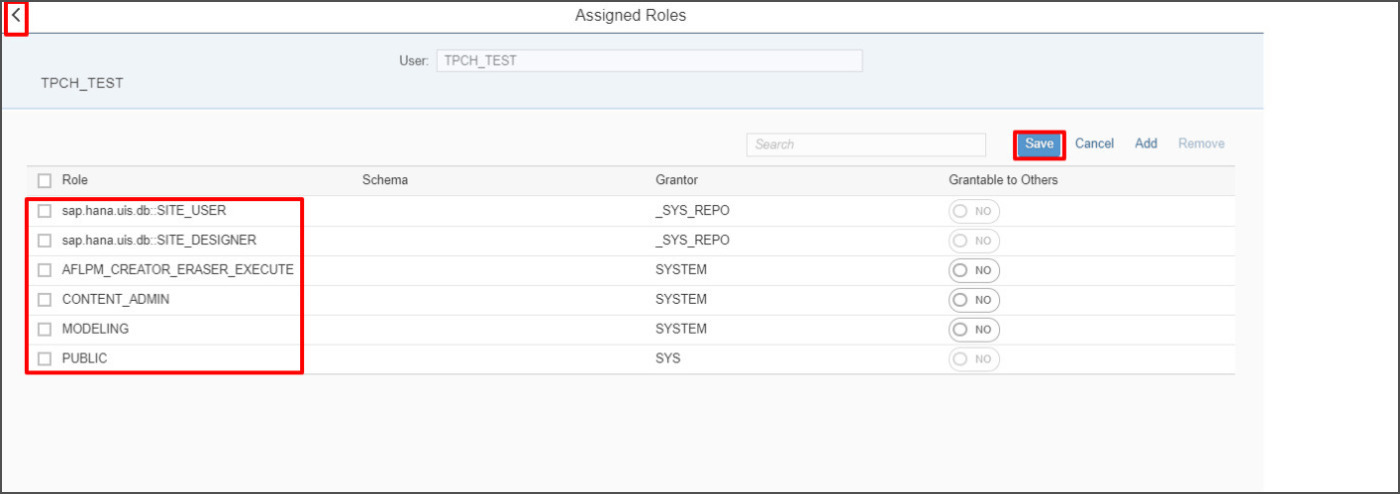 Assigned Roles
User: TPCH_TEST
TPCH_TEST
Search Save Cancel Add Remove
Role Schema Grantor Grantable to Others
sap.hana.uis.db::SITE_USER _SYS_REPO NO
sap.hana.uis.db::SITE_DESIGNER _SYS_REPO NO
AFLPM_CREATOR_ERASER_EXECUTE SYSTEM NO
CONTENT_ADMIN SYSTEM NO
MODELING SYSTEM NO
PUBLIC SYS NO